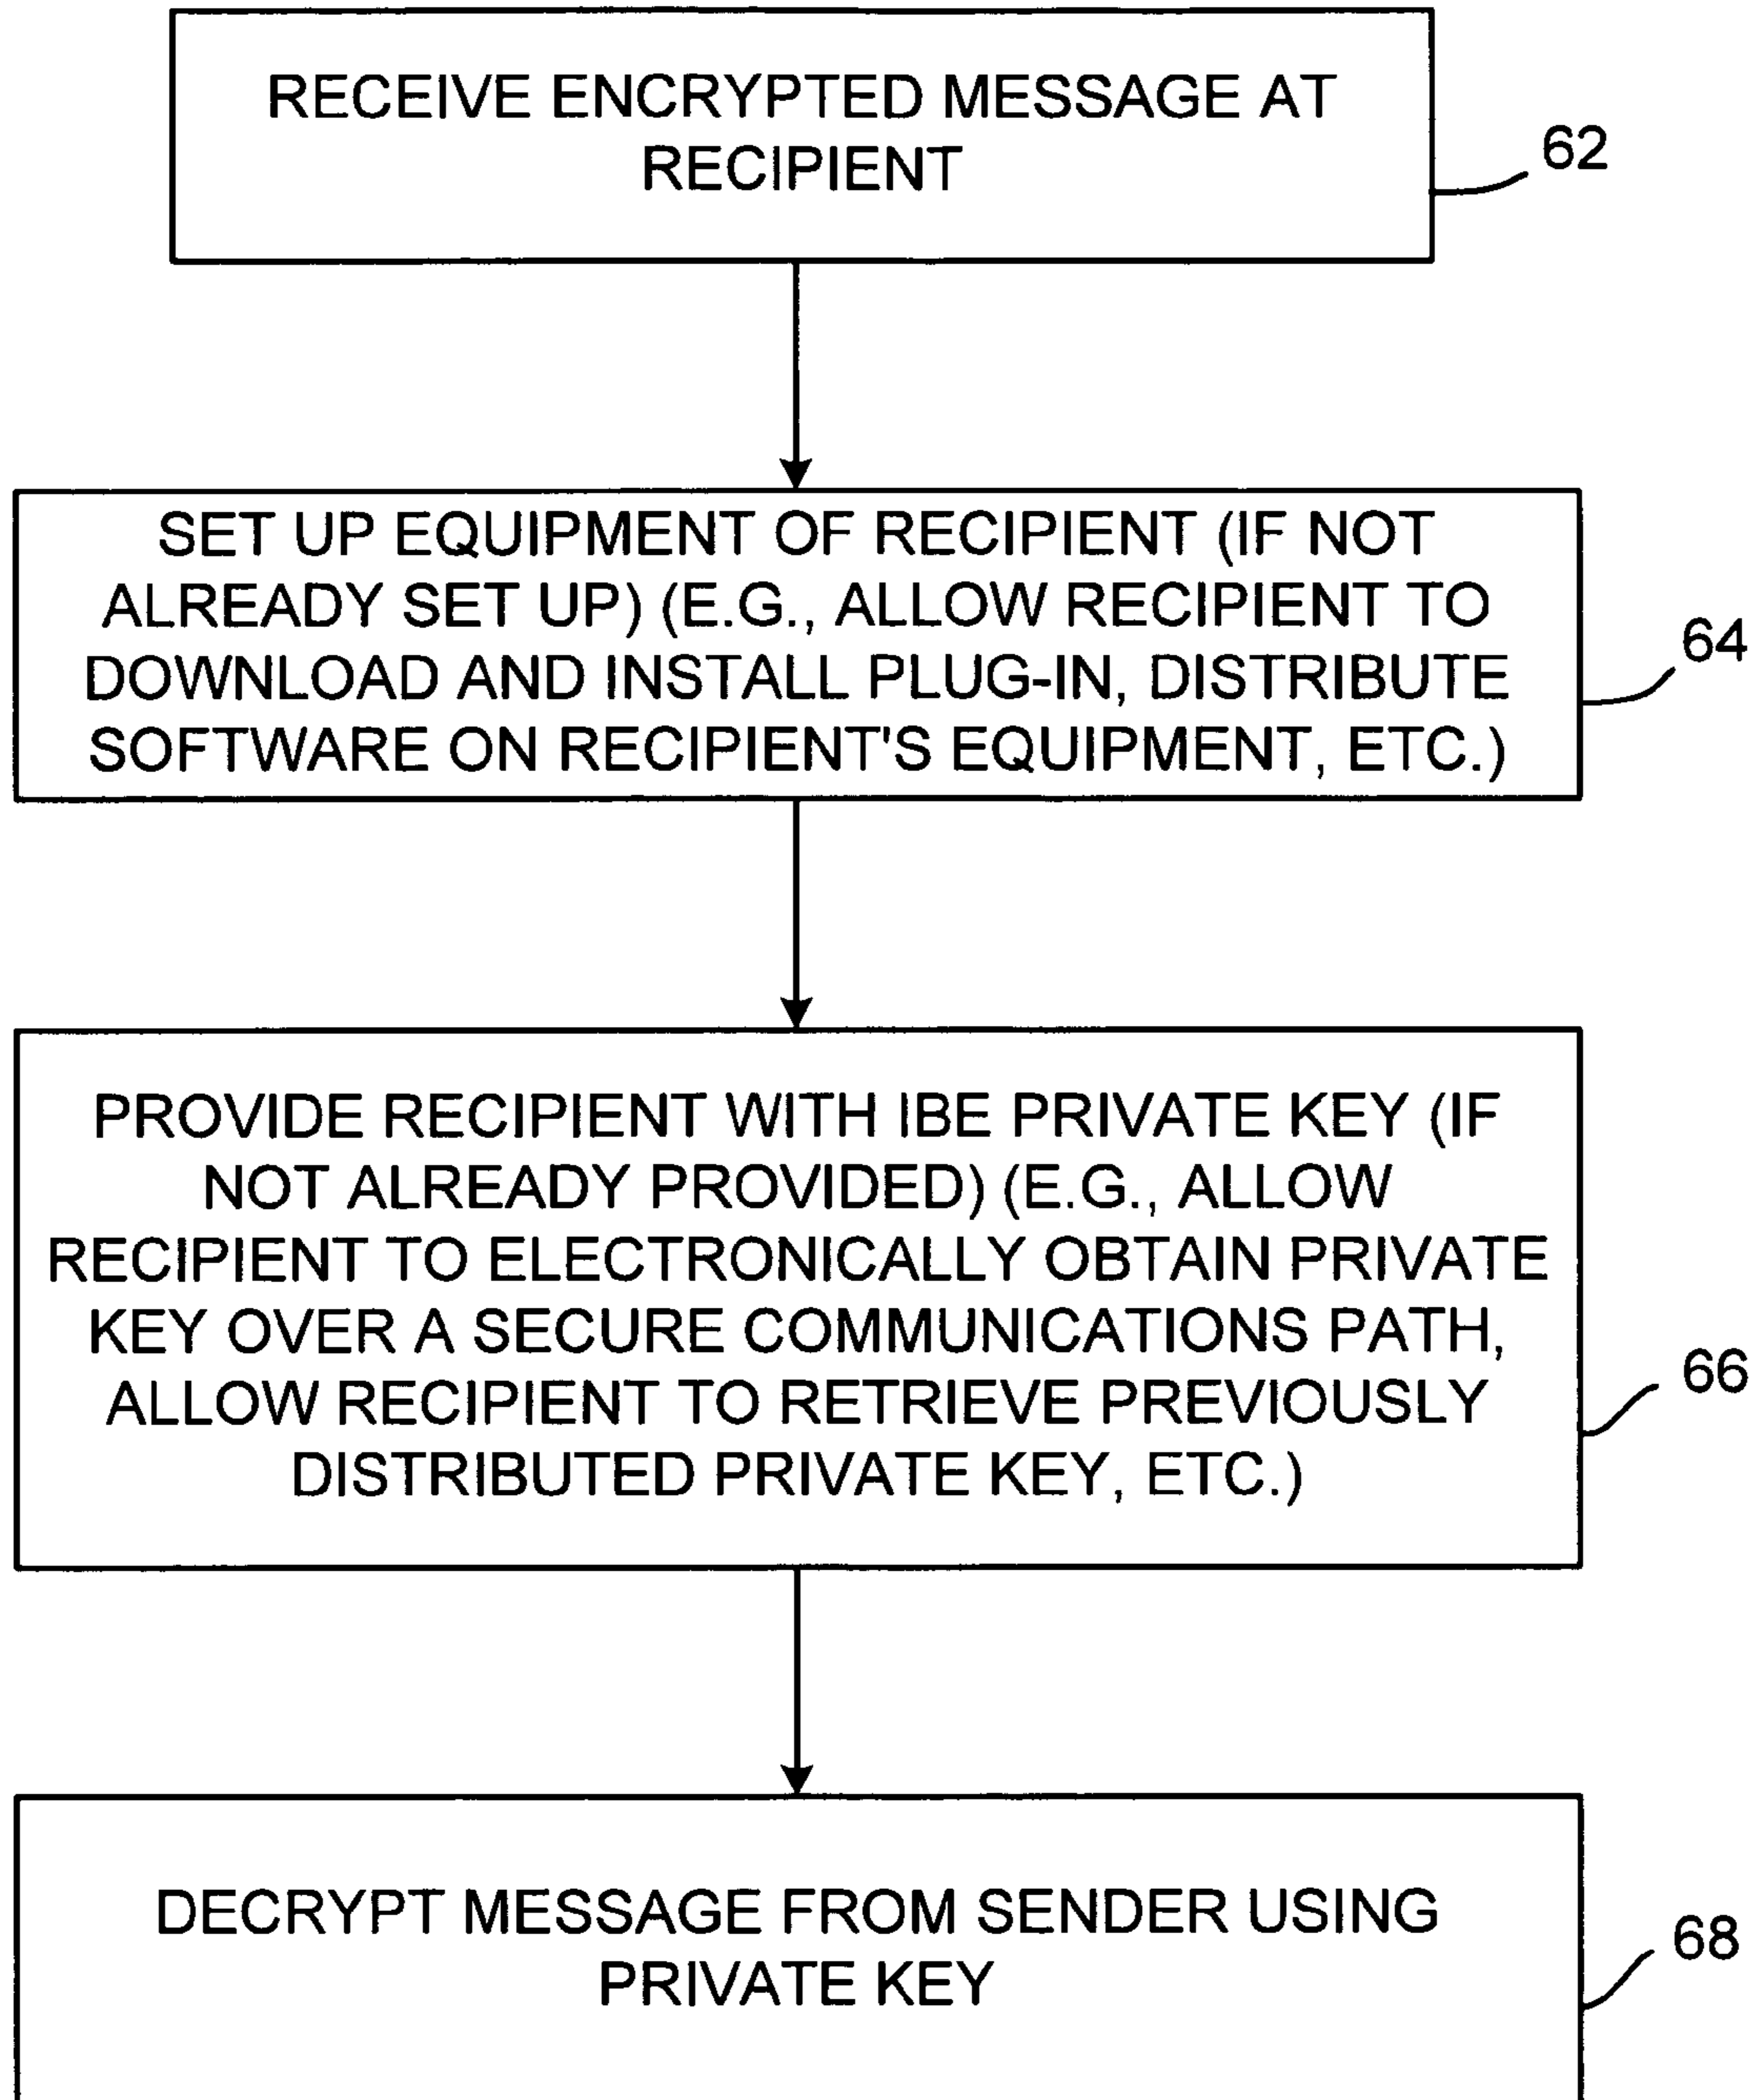 RECEIVE ENCRYPTED MESSAGE AT
RECIPIENT
62
SET UP EQUIPMENT OF RECIPIENT (IF NOT
ALREADY SET UP) (E.G., ALLOW RECIPIENT TO
DOWNLOAD AND INSTALL PLUG-IN, DISTRIBUTE
SOFTWARE ON RECIPIENT'S EQUIPMENT, ETC.)
64
PROVIDE RECIPIENT WITH IBE PRIVATE KEY (IF
NOT ALREADY PROVIDED) (E.G., ALLOW
RECIPIENT TO ELECTRONICALLY OBTAIN PRIVATE
KEY OVER A SECURE COMMUNICATIONS PATH,
ALLOW RECIPIENT TO RETRIEVE PREVIOUSLY
DISTRIBUTED PRIVATE KEY, ETC.)
66
DECRYPT MESSAGE FROM SENDER USING
PRIVATE KEY
68